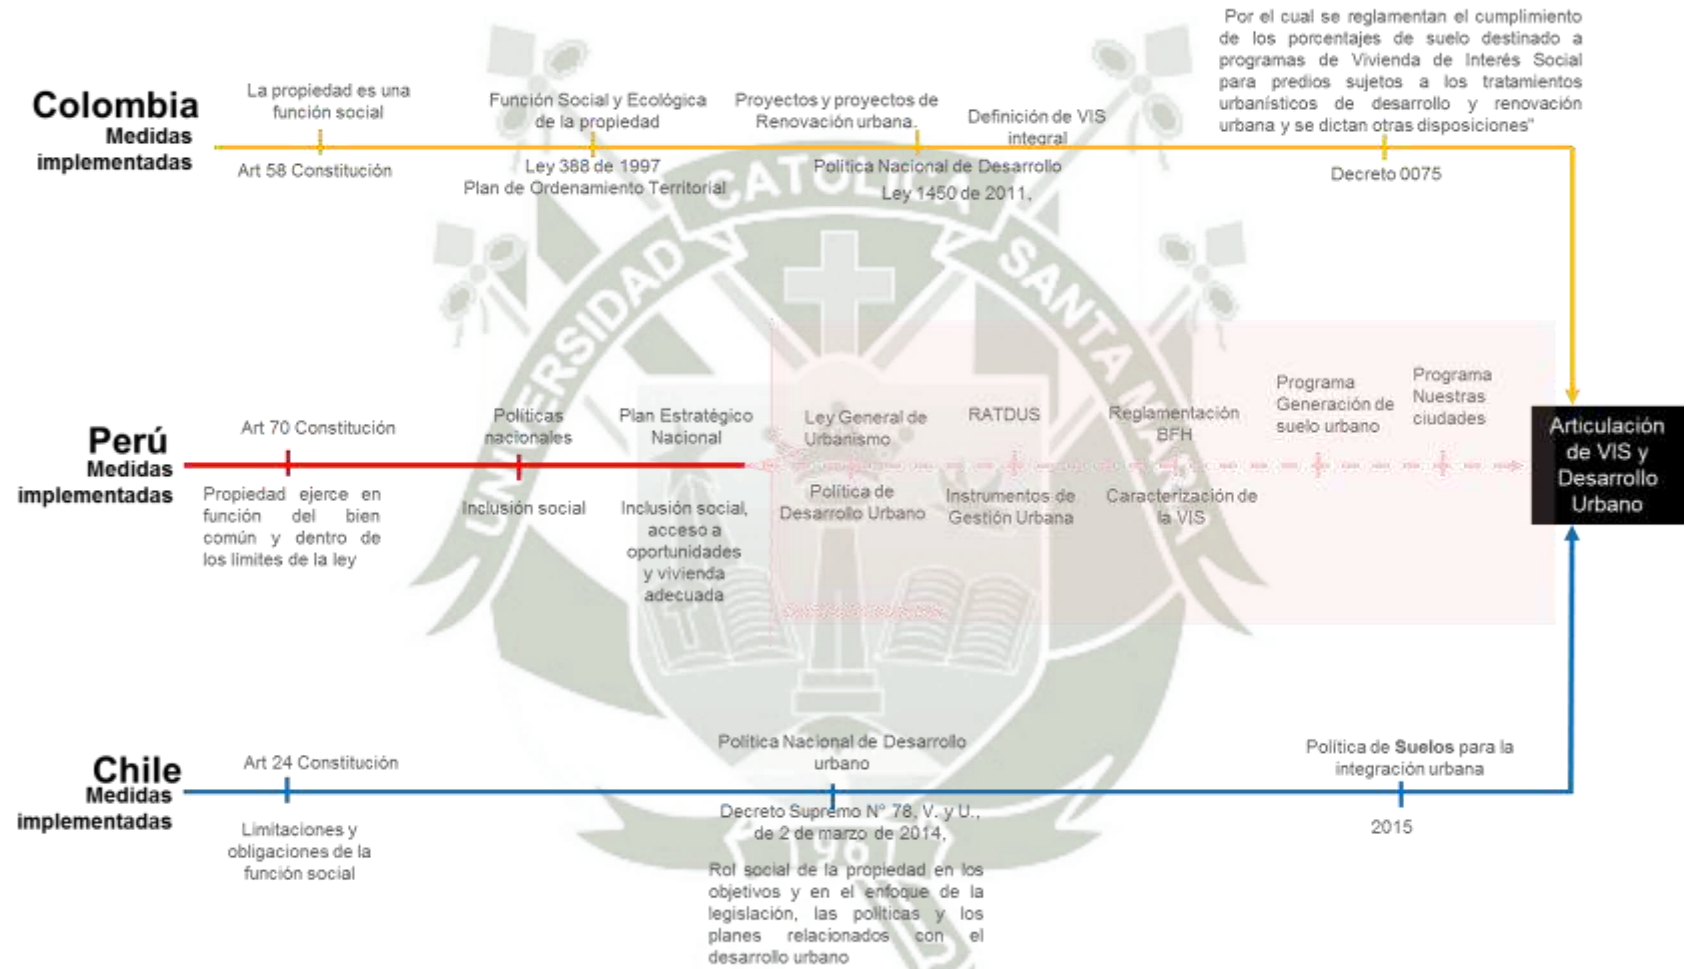 Por el cual se reglamentan el cumplimiento
de los porcentajes de suelo destinado a
programas de Vivienda de Interés Social
para predios sujetos a los tratamientos
urbanísticos de desarrollo y renovación
urbana y se dictan otras disposiciones"
Colombia
Medidas
implementadas
La propiedad es una
función social
Art 58 Constitución
Función Social y Ecológica
de la propiedad
Ley 388 de 1997
Plan de Ordenamiento Territorial
Proyectos y proyectos de
Renovación urbana.
Definición de VIS
integral
Política Nacional de Desarrollo
Ley 1450 de 2011,
Decreto 0075
Perú
Medidas
implementadas
Art 70 Constitución
Propiedad ejerce en
función del bien
común y dentro de
los límites de la ley
Políticas
nacionales
Inclusión social
Plan Estratégico
Nacional
Inclusión social,
acceso a
oportunidades
y vivienda
adecuada
Ley General de
Urbanismo
Política de
Desarrollo Urbano
RATDUS
Instrumentos de
Gestión Urbana
Reglamentación
BFH
Caracterización de
la VIS
Programa
Generación de
suelo urbano
Programa
Nuestras
ciudades
Articulación
de VIS y
Desarrollo
Urbano
Chile
Medidas
implementadas
Art 24 Constitución
Limitaciones y
obligaciones de la
función social
Política Nacional de Desarrollo
urbano
Decreto Supremo N° 78, V. y U.,
de 2 de marzo de 2014,
Rol social de la propiedad en los
objetivos y en el enfoque de la
legislación, las políticas y los
planes relacionados con el
desarrollo urbano
Política de Suelos para la
integración urbana
2015
UNIVERSIDAD CATOLICA SANTA MARIA
1961